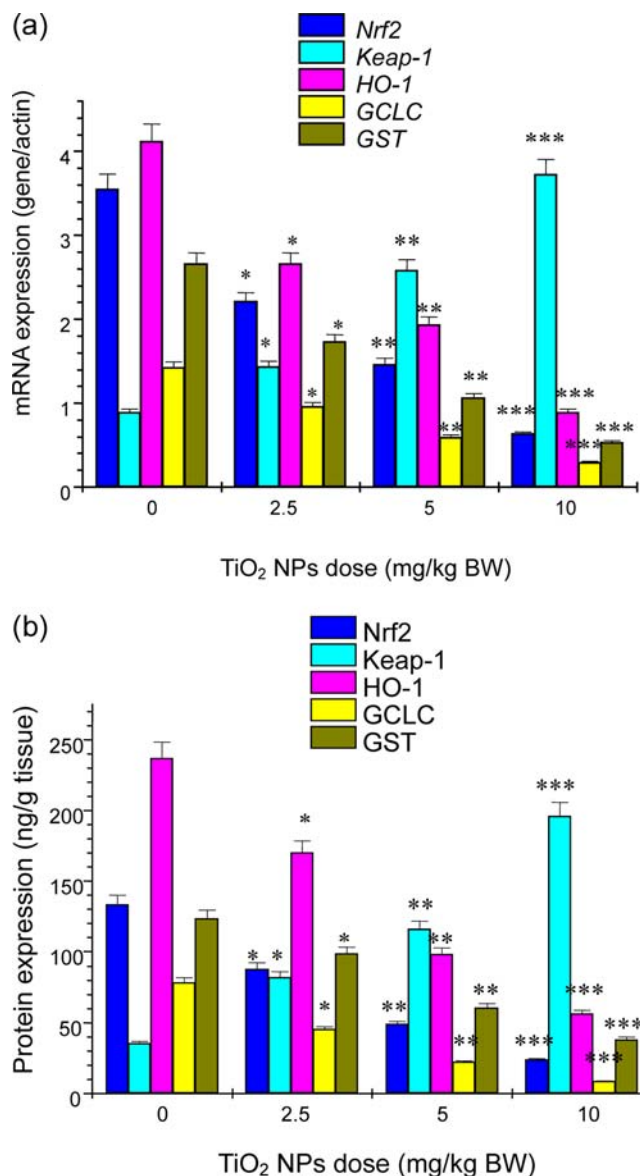 (a)
Nrf2
Keap-1
HO-1
GCLC
GST
mRNA expression (gene/actin)
4
3
2
1
0
***
**
*
*
*
*
*
**
**
**
**
***
***
***
***
0 2.5 5 10
TiO₂ NPs dose (mg/kg BW)
(b)
Nrf2
Keap-1
HO-1
GCLC
GST
Protein expression (ng/g tissue)
250
200
150
100
50
0
***
*
**
* *
*
**
*
**
**
**
***
***
***
***
0 2.5 5 10
TiO₂ NPs dose (mg/kg BW)